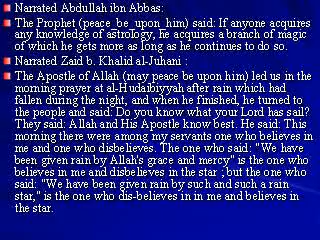 Narrated Abdullah ibn Abbas:
The Prophet (peace_be_upon_him) said: If anyone acquires
any knowledge of astrology, he acquires a branch of magic
of which he gets more as long as he continues to do so.
Narrated Zaid b. Khalid al-Juhani :
The Apostle of Allah (may peace be upon him) led us in the
morning prayer at al-Hudaibiyyah after rain which had
fallen during the night, and when he finished, he turned to
the people and said: Do you know what your Lord has sail?
They said: Allah and His Apostle know best. He said: This
morning there were among my servants one who believes in
me and one who disbelieves. The one who said: "We have
been given rain by Allah's grace and mercy" is the one who
believes in me and disbelieves in the star ; but the one who
said: "We have been given rain by such and such a rain
star," is the one who dis-believes in in me and believes in
the star.